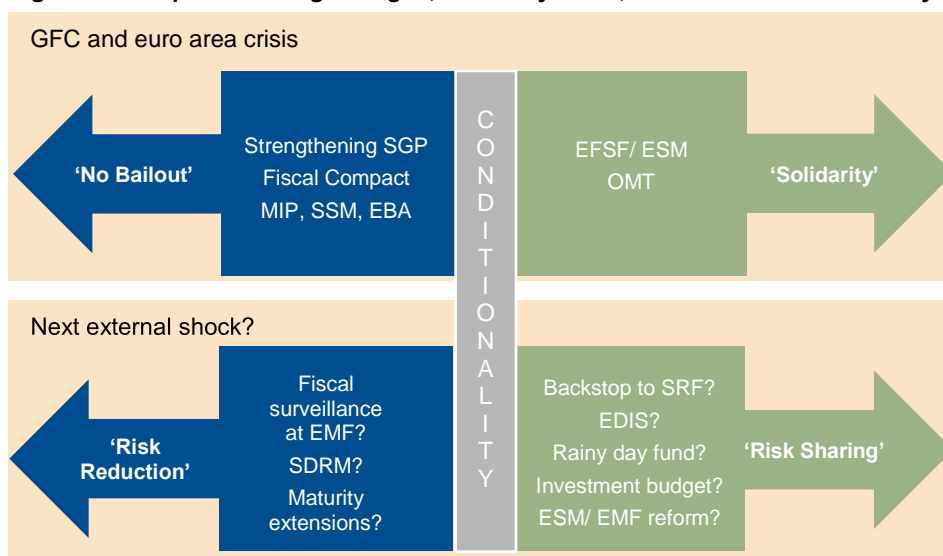 GFC and euro area crisis
‘No Bailout’
Strengthening SGP
Fiscal Compact
MIP, SSM, EBA
CONDITIONALITY
EFSF/ ESM
OMT
‘Solidarity’
Next external shock?
‘Risk
Reduction’
Fiscal
surveillance
at EMF?
SDRM?
Maturity
extensions?
Backstop to SRF?
EDIS?
Rainy day fund?
Investment budget?
ESM/ EMF reform?
‘Risk Sharing’